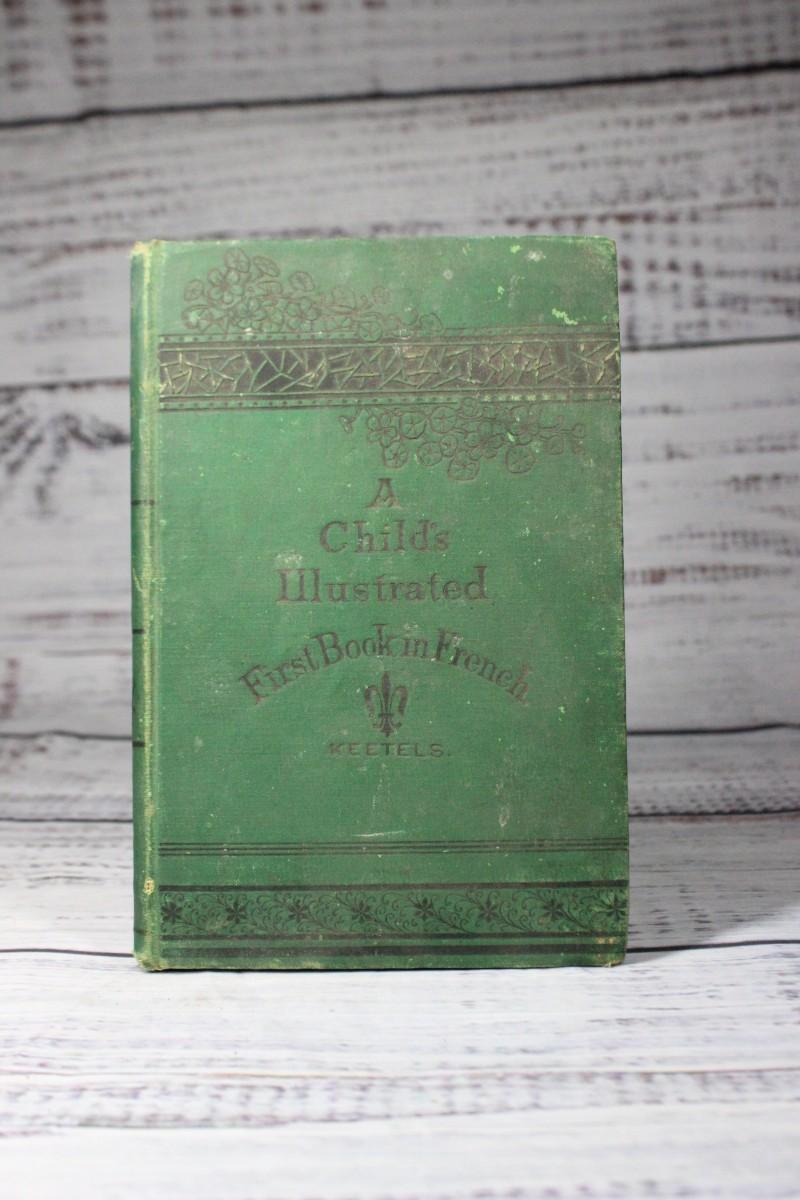 A
Child's
Illustrated
First Book in French.
KEETELS.